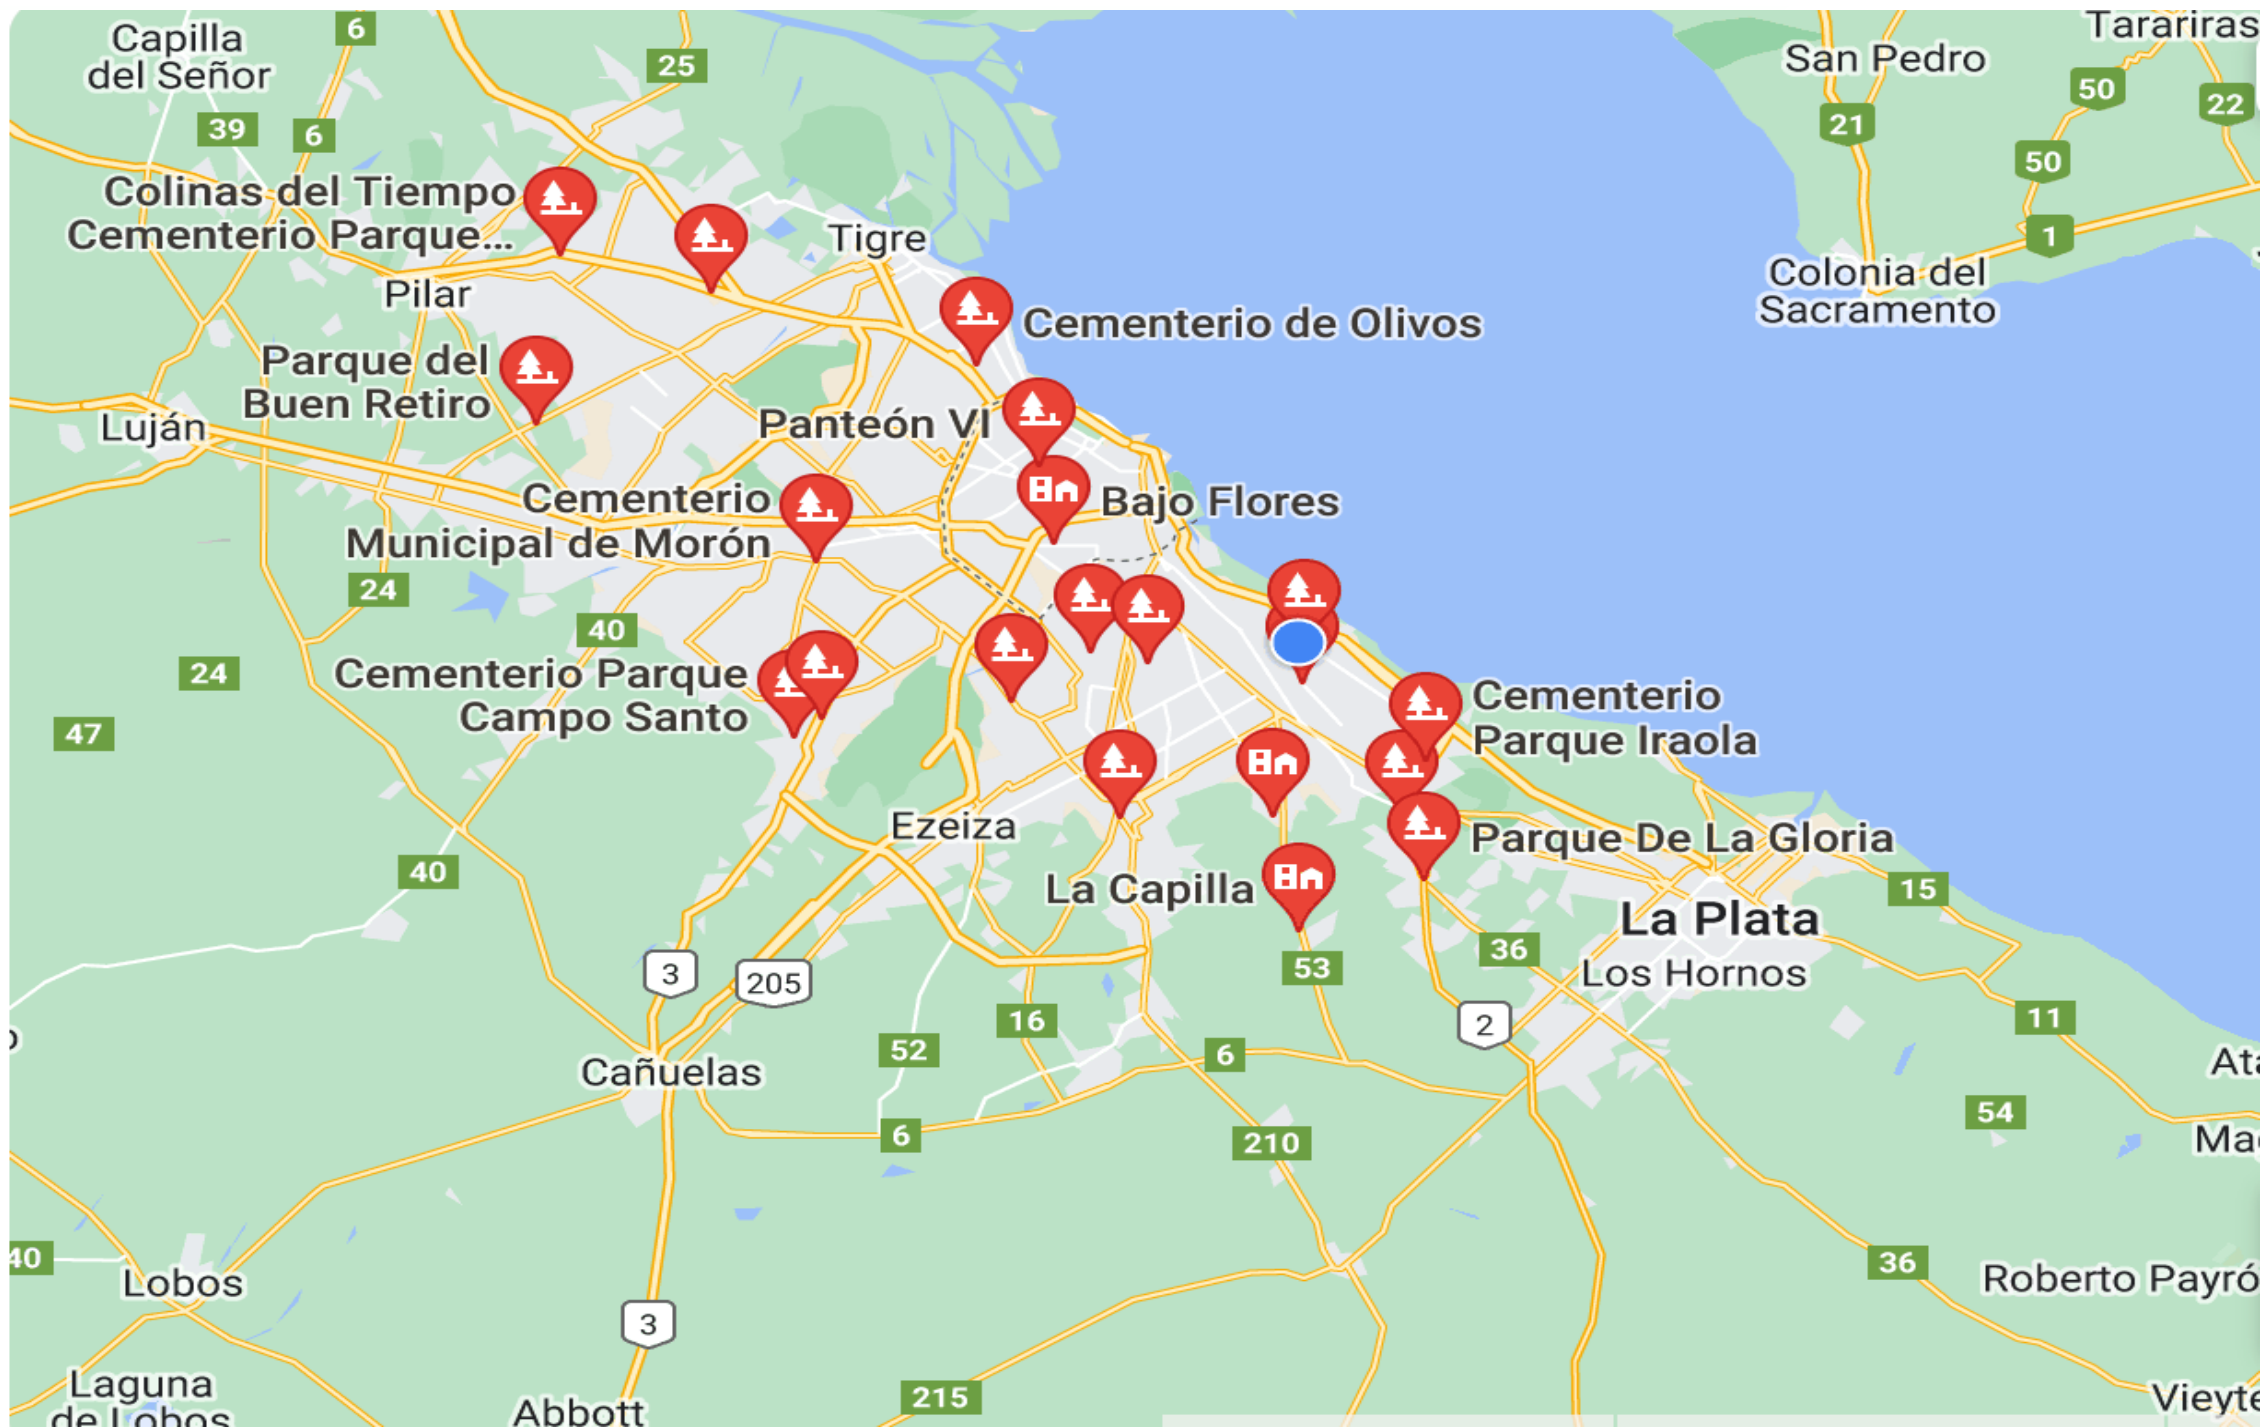 Capilla
del Señor
6
25
39
6
San Pedro
Tarariras
50
22
21
50
1
Colinas del Tiempo
Cementerio Parque...
Tigre
Pilar
Colonia del
Sacramento
Cementerio de Olivos
Parque del
Buen Retiro
Luján
Panteón VI
Cementerio
Municipal de Morón
Bajo Flores
24
40
24
47
Cementerio Parque
Campo Santo
Cementerio
Parque Iraola
Ezeiza
Parque De La Gloria
40
La Capilla
15
La Plata
36
Los Hornos
53
3
205
16
2
11
52
6
Cañuelas
54
6
210
40
Lobos
36
Roberto Payró
3
Laguna
de Lobos
215
Abbott